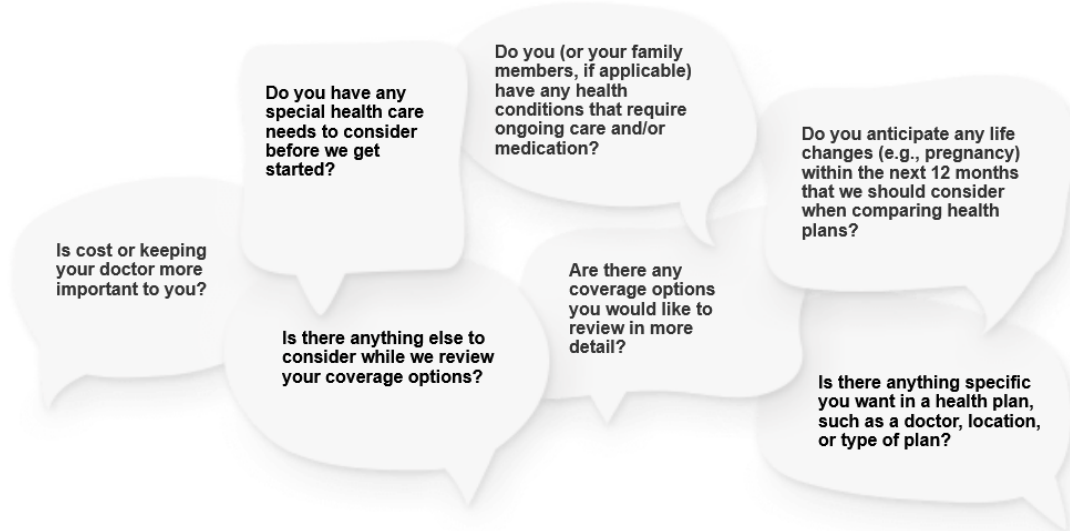 Do you (or your family
members, if applicable)
have any health
conditions that require
ongoing care and/or
medication?
Do you have any
special health care
needs to consider
before we get
started?
Do you anticipate any life
changes (e.g., pregnancy)
within the next 12 months
that we should consider
when comparing health
plans?
Is cost or keeping
your doctor more
important to you?
Are there any
coverage options
you would like to
review in more
detail?
Is there anything else to
consider while we review
your coverage options?
Is there anything specific
you want in a health plan,
such as a doctor, location,
or type of plan?